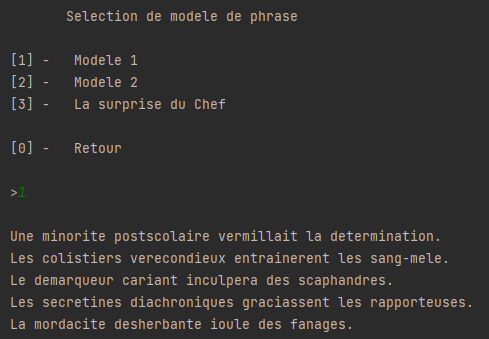 Selection de modele de phrase
[1] - Modele 1
[2] - Modele 2
[3] - La surprise du Chef
[0] - Retour
>1
Une minorite postscolaire vermillait la determination.
Les colistiers verecondieux entrainerent les sang-mele.
Le demarqueur cariant inculpera des scaphandres.
Les secretines diachroniques graciassent les rapporteuses.
La mordacite desherbante ioule des fanages.